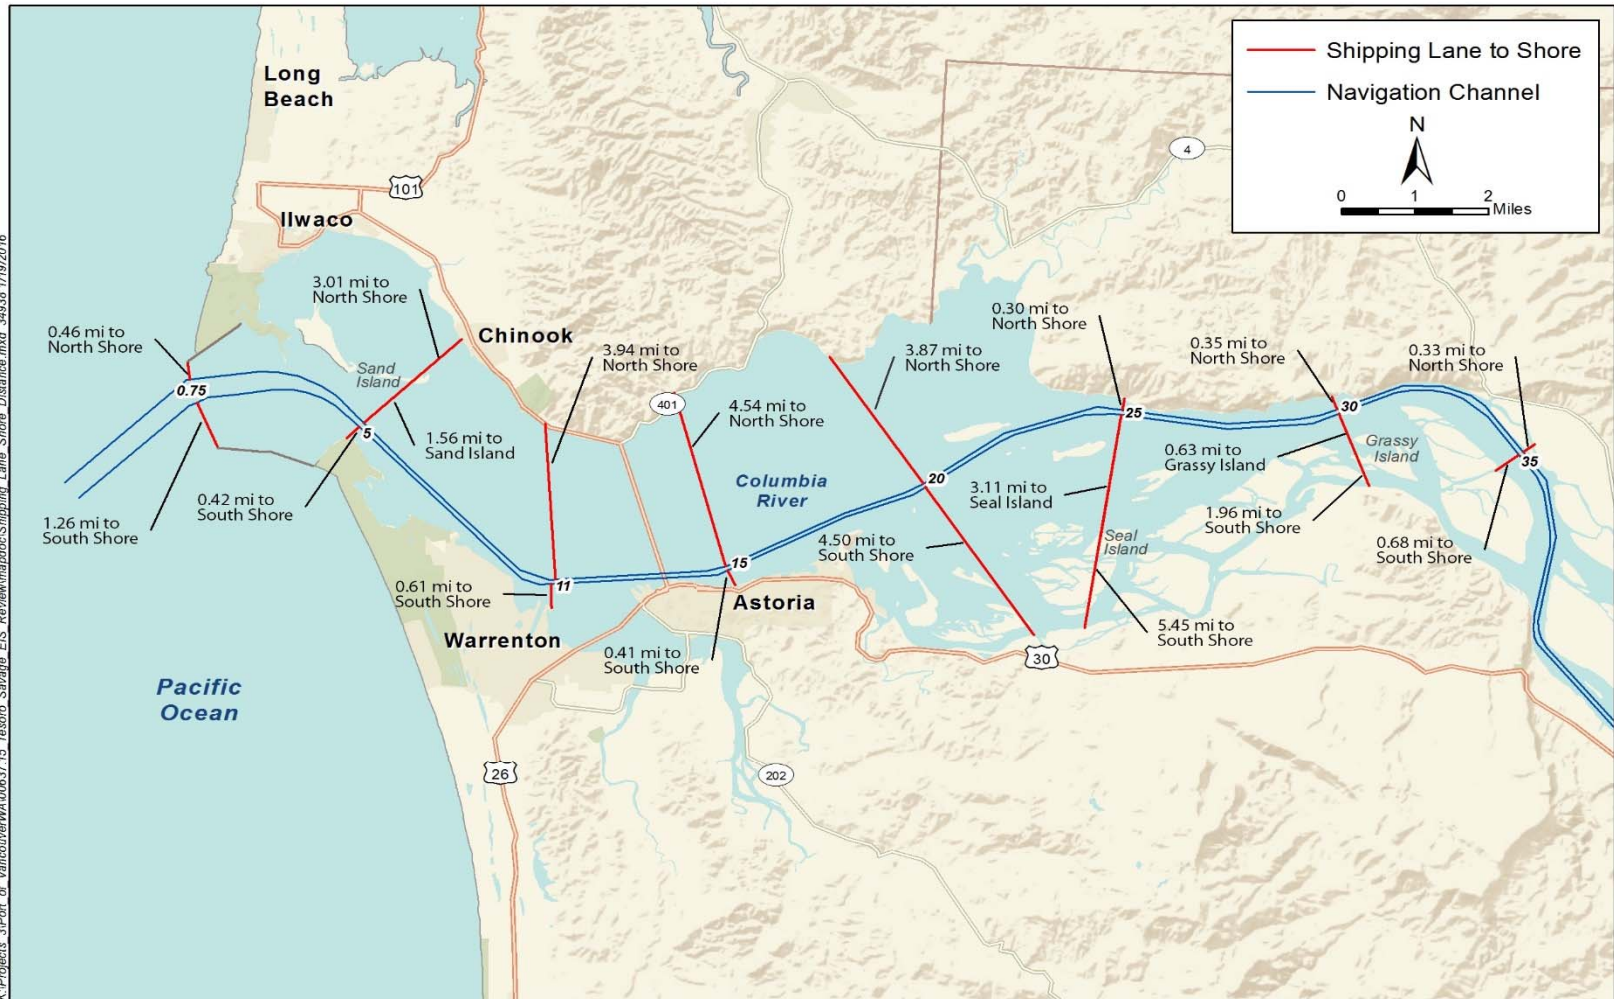 Shipping Lane to Shore
Navigation Channel
N
0 1 2
Miles
Long
Beach
101
4
Ilwaco
3.01 mi to
North Shore
0.30 mi to
North Shore
0.46 mi to
North Shore
Chinook
3.94 mi to
North Shore
3.87 mi to
North Shore
0.35 mi to
North Shore
0.33 mi to
North Shore
Sand
Island
0.75
401
4.54 mi to
North Shore
25
30
5
1.56 mi to
Sand Island
0.63 mi to
Grassy Island
Grassy
Island
35
Columbia
River
20
3.11 mi to
Seal Island
0.42 mi to
South Shore
1.26 mi to
South Shore
4.50 mi to
South Shore
Seal
Island
1.96 mi to
South Shore
0.68 mi to
South Shore
15
11
0.61 mi to
South Shore
Astoria
Warrenton
0.41 mi to
South Shore
5.45 mi to
South Shore
30
Pacific
Ocean
26
202